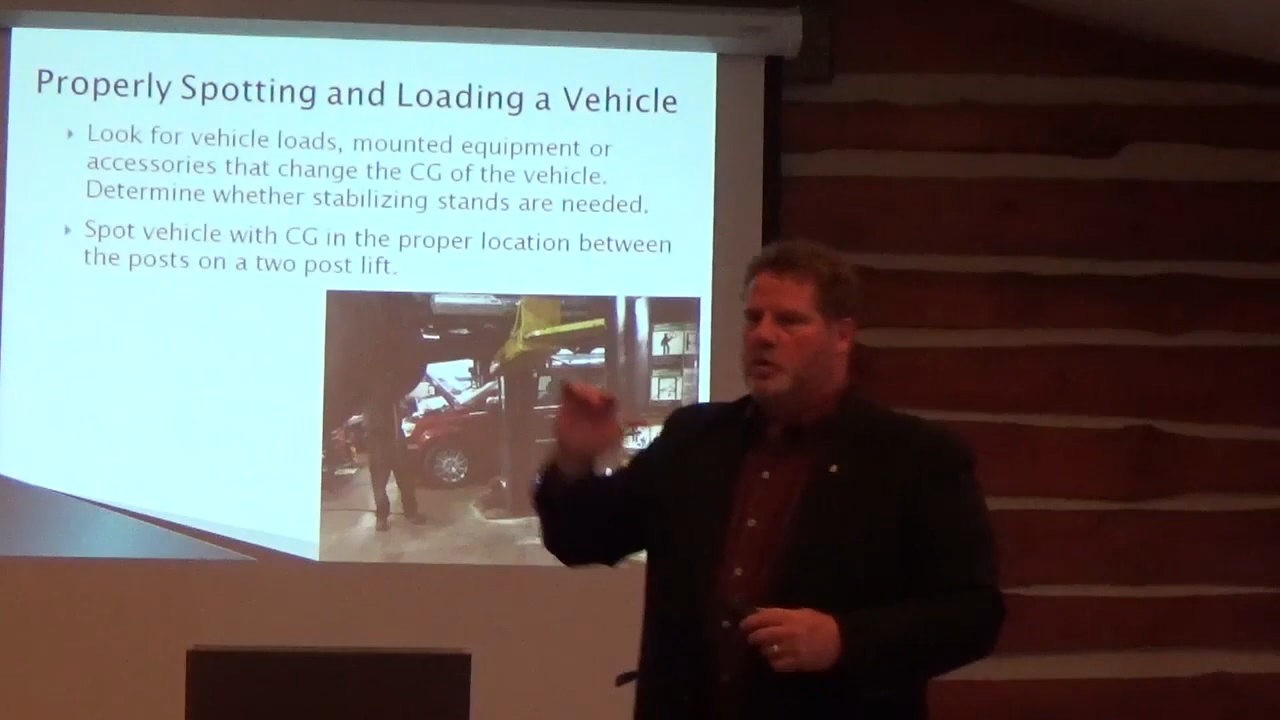 Properly Spotting and Loading a Vehicle
Look for vehicle loads, mounted equipment or
accessories that change the CG of the vehicle.
Determine whether stabilizing stands are needed.
Spot vehicle with CG in the proper location between
the posts on a two post lift.